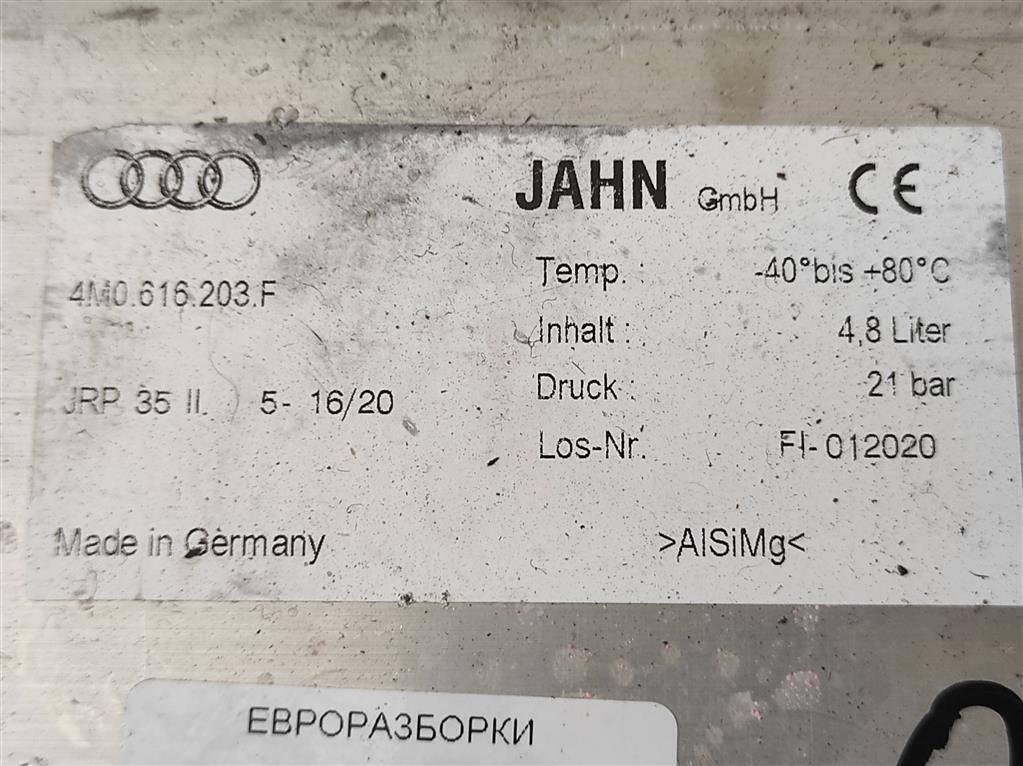 JAHN GmbH CE
4M0.616.203.F
Temp. : -40°bis +80°C
Inhalt : 4,8 Liter
Druck : 21 bar
JRP 35 II. 5- 16/20
Los-Nr. FI- 012020
Made in Germany >AlSiMg<
ЕВРОРАЗБОРКИ